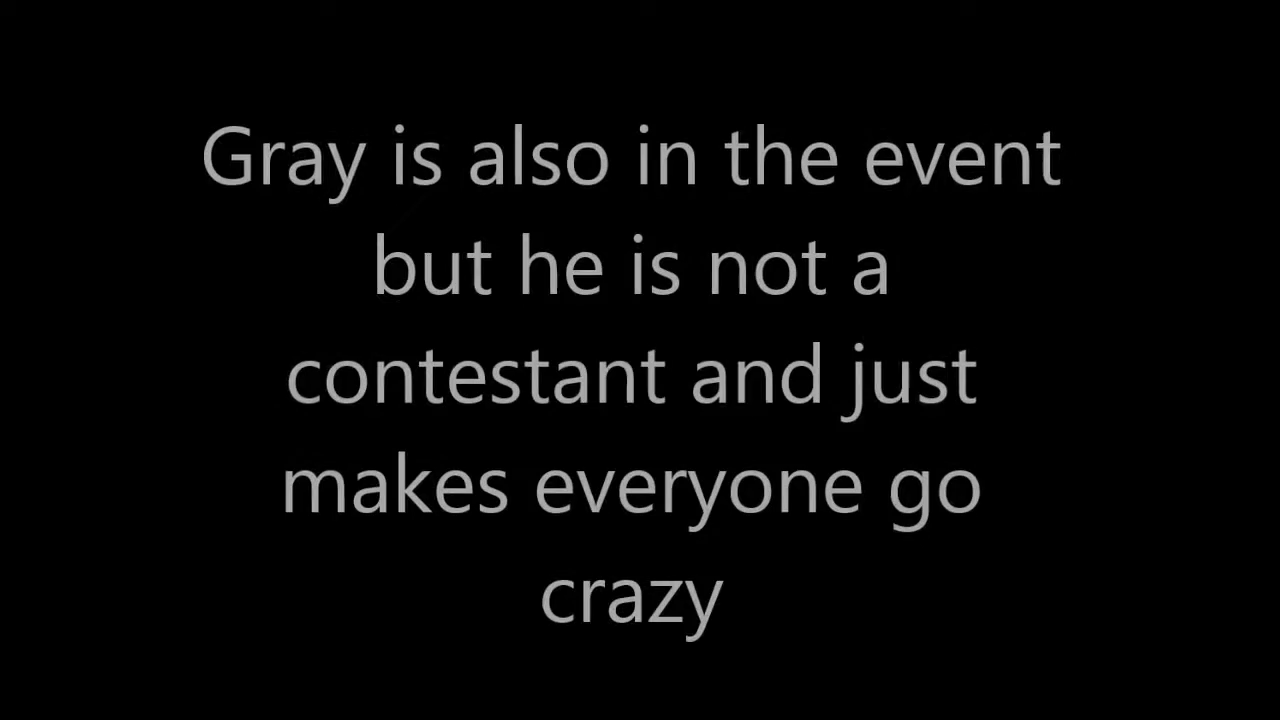 Gray is also in the event
but he is not a
contestant and just
makes everyone go
crazy